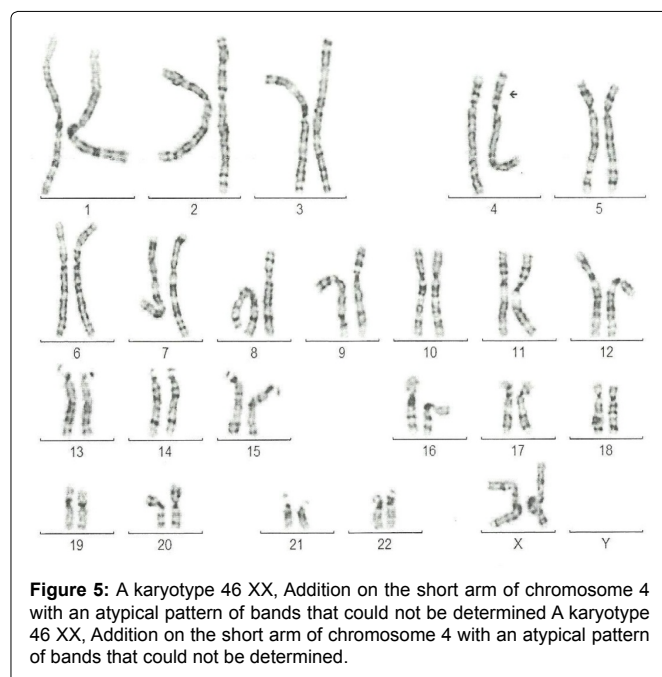 1 2 3 4 5
6 7 8 9 10 11 12
13 14 15 16 17 18
19 20 21 22 X Y
Figure 5: A karyotype 46 XX, Addition on the short arm of chromosome 4
with an atypical pattern of bands that could not be determined A karyotype
46 XX, Addition on the short arm of chromosome 4 with an atypical pattern
of bands that could not be determined.